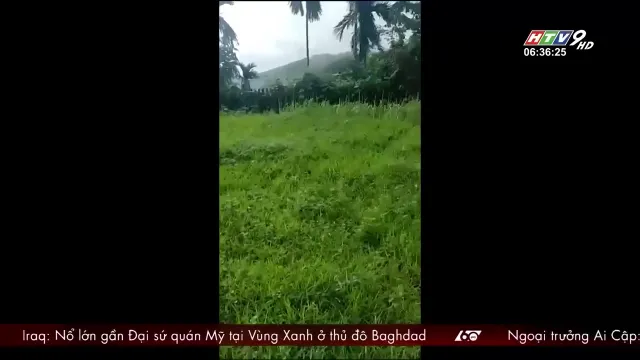 HTV9 HD
06:36:25
Iraq: Nổ lớn gần Đại sứ quán Mỹ tại Vùng Xanh ở thủ đô Baghdad 60 Ngoại trưởng Ai Cập: